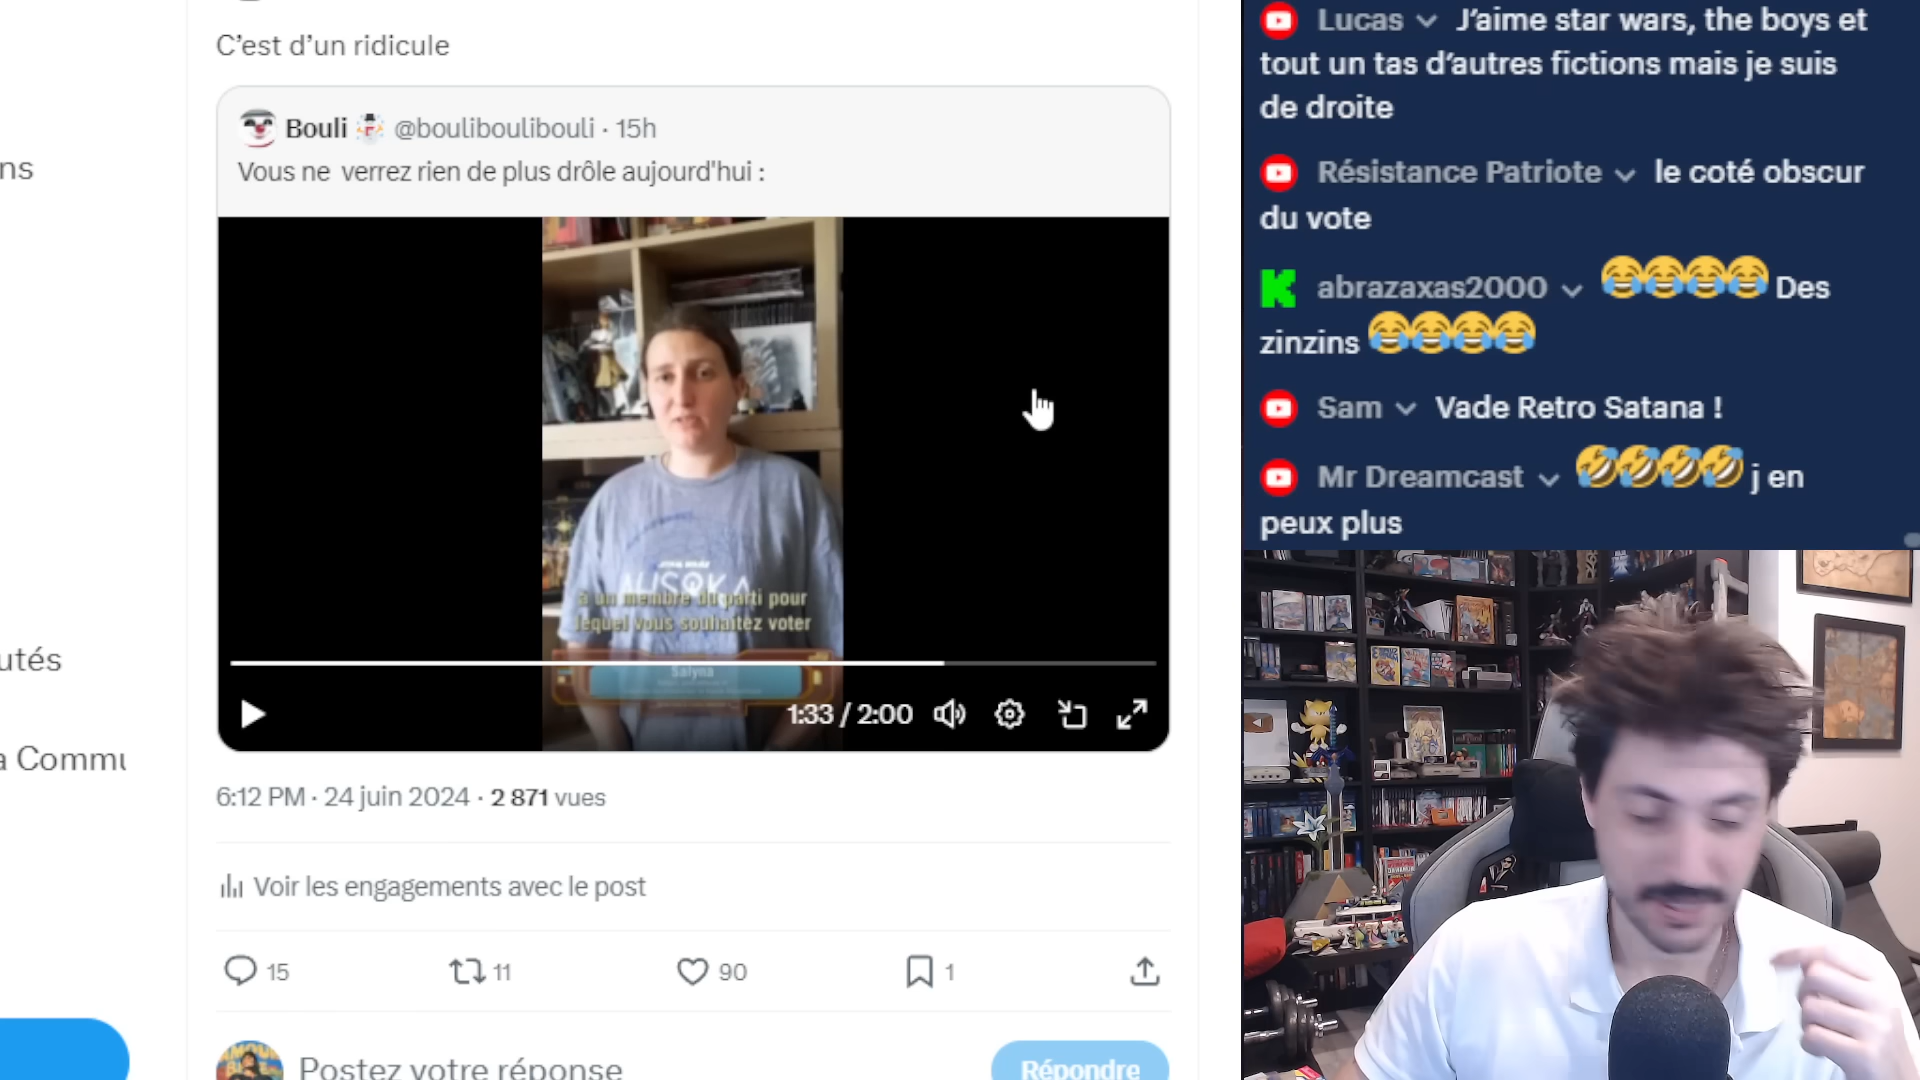 C'est d'un ridicule
Bouli @bouliboulibouli · 15h
Vous ne verrez rien de plus drôle aujourd'hui :
STAR WARS
AHSOKA
à un membre du parti pour
lequel vous souhaitez voter
Salyna
1:33 / 2:00
6:12 PM · 24 juin 2024 · 2 871 vues
Voir les engagements avec le post
15
11
90
1
Postez votre réponse
Répondre
ns
utés
a Commu
Lucas J'aime star wars, the boys et
tout un tas d'autres fictions mais je suis
de droite
Résistance Patriote le coté obscur
du vote
abrazaxas2000 😂😂😂😂 Des
zinzins 😂😂😂😂
Sam Vade Retro Satana !
Mr Dreamcast 🤣🤣🤣🤣 j en
peux plus